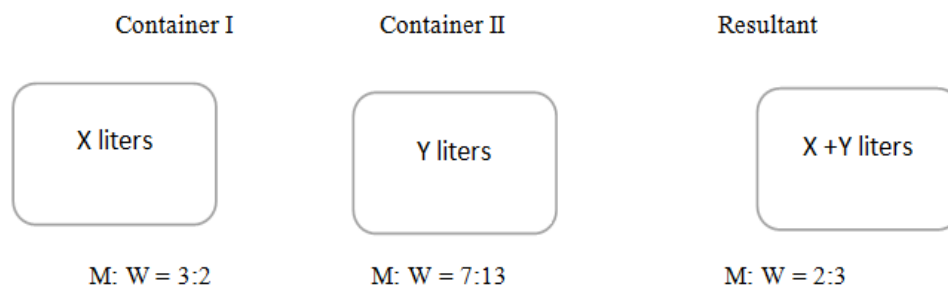 Container I Container II Resultant
X liters Y liters X +Y liters
M: W = 3:2 M: W = 7:13 M: W = 2:3